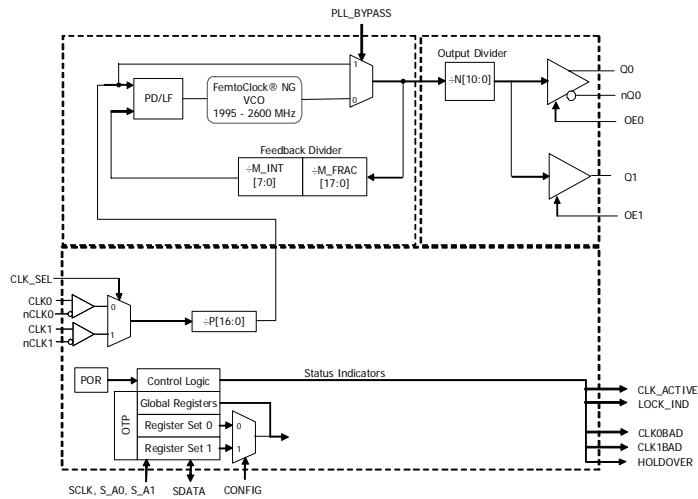 PLL_BYPASS
Output Divider
1
Q0
FemtoClock® NG
VCO
1995 - 2600 MHz
PD/LF
÷N[10:0]
0
nQ0
OE0
Feedback Divider
÷M_INT
[7:0]
÷M_FRAC
[17:0]
Q1
OE1
CLK_SEL
CLK0
nCLK0
CLK1
nCLK1
0
1
÷P[16:0]
POR
Control Logic
Status Indicators
CLK_ACTIVE
LOCK_IND
CLK0BAD
CLK1BAD
HOLDOVER
OTP
Global Registers
Register Set 0
Register Set 1
0
1
SCLK, S_A0, S_A1
SDATA
CONFIG